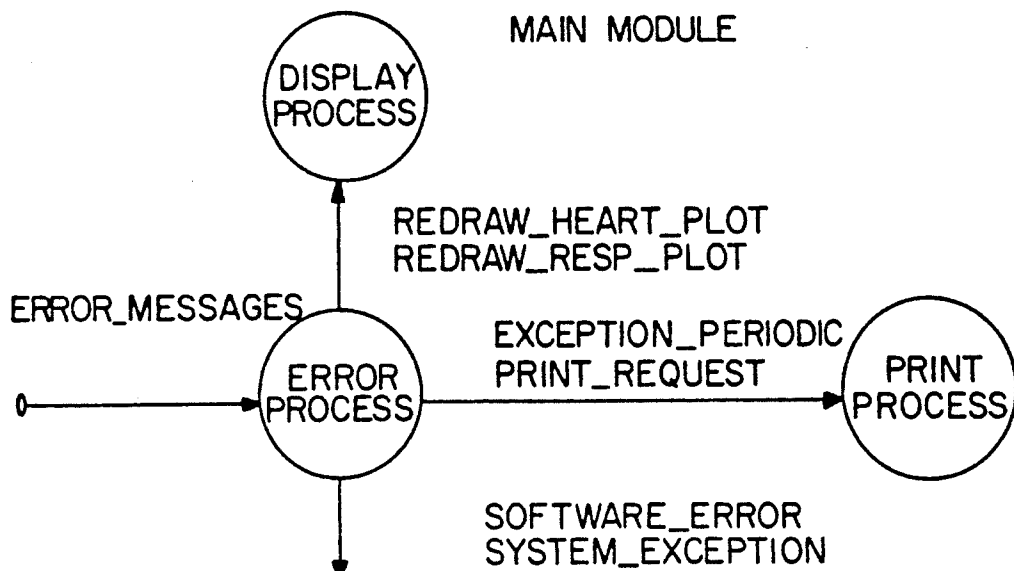 MAIN MODULE
DISPLAY
PROCESS
REDRAW_HEART_PLOT
REDRAW_RESP_PLOT
ERROR_MESSAGES
EXCEPTION_PERIODIC
PRINT_REQUEST
ERROR
PROCESS
PRINT
PROCESS
SOFTWARE_ERROR
SYSTEM_EXCEPTION